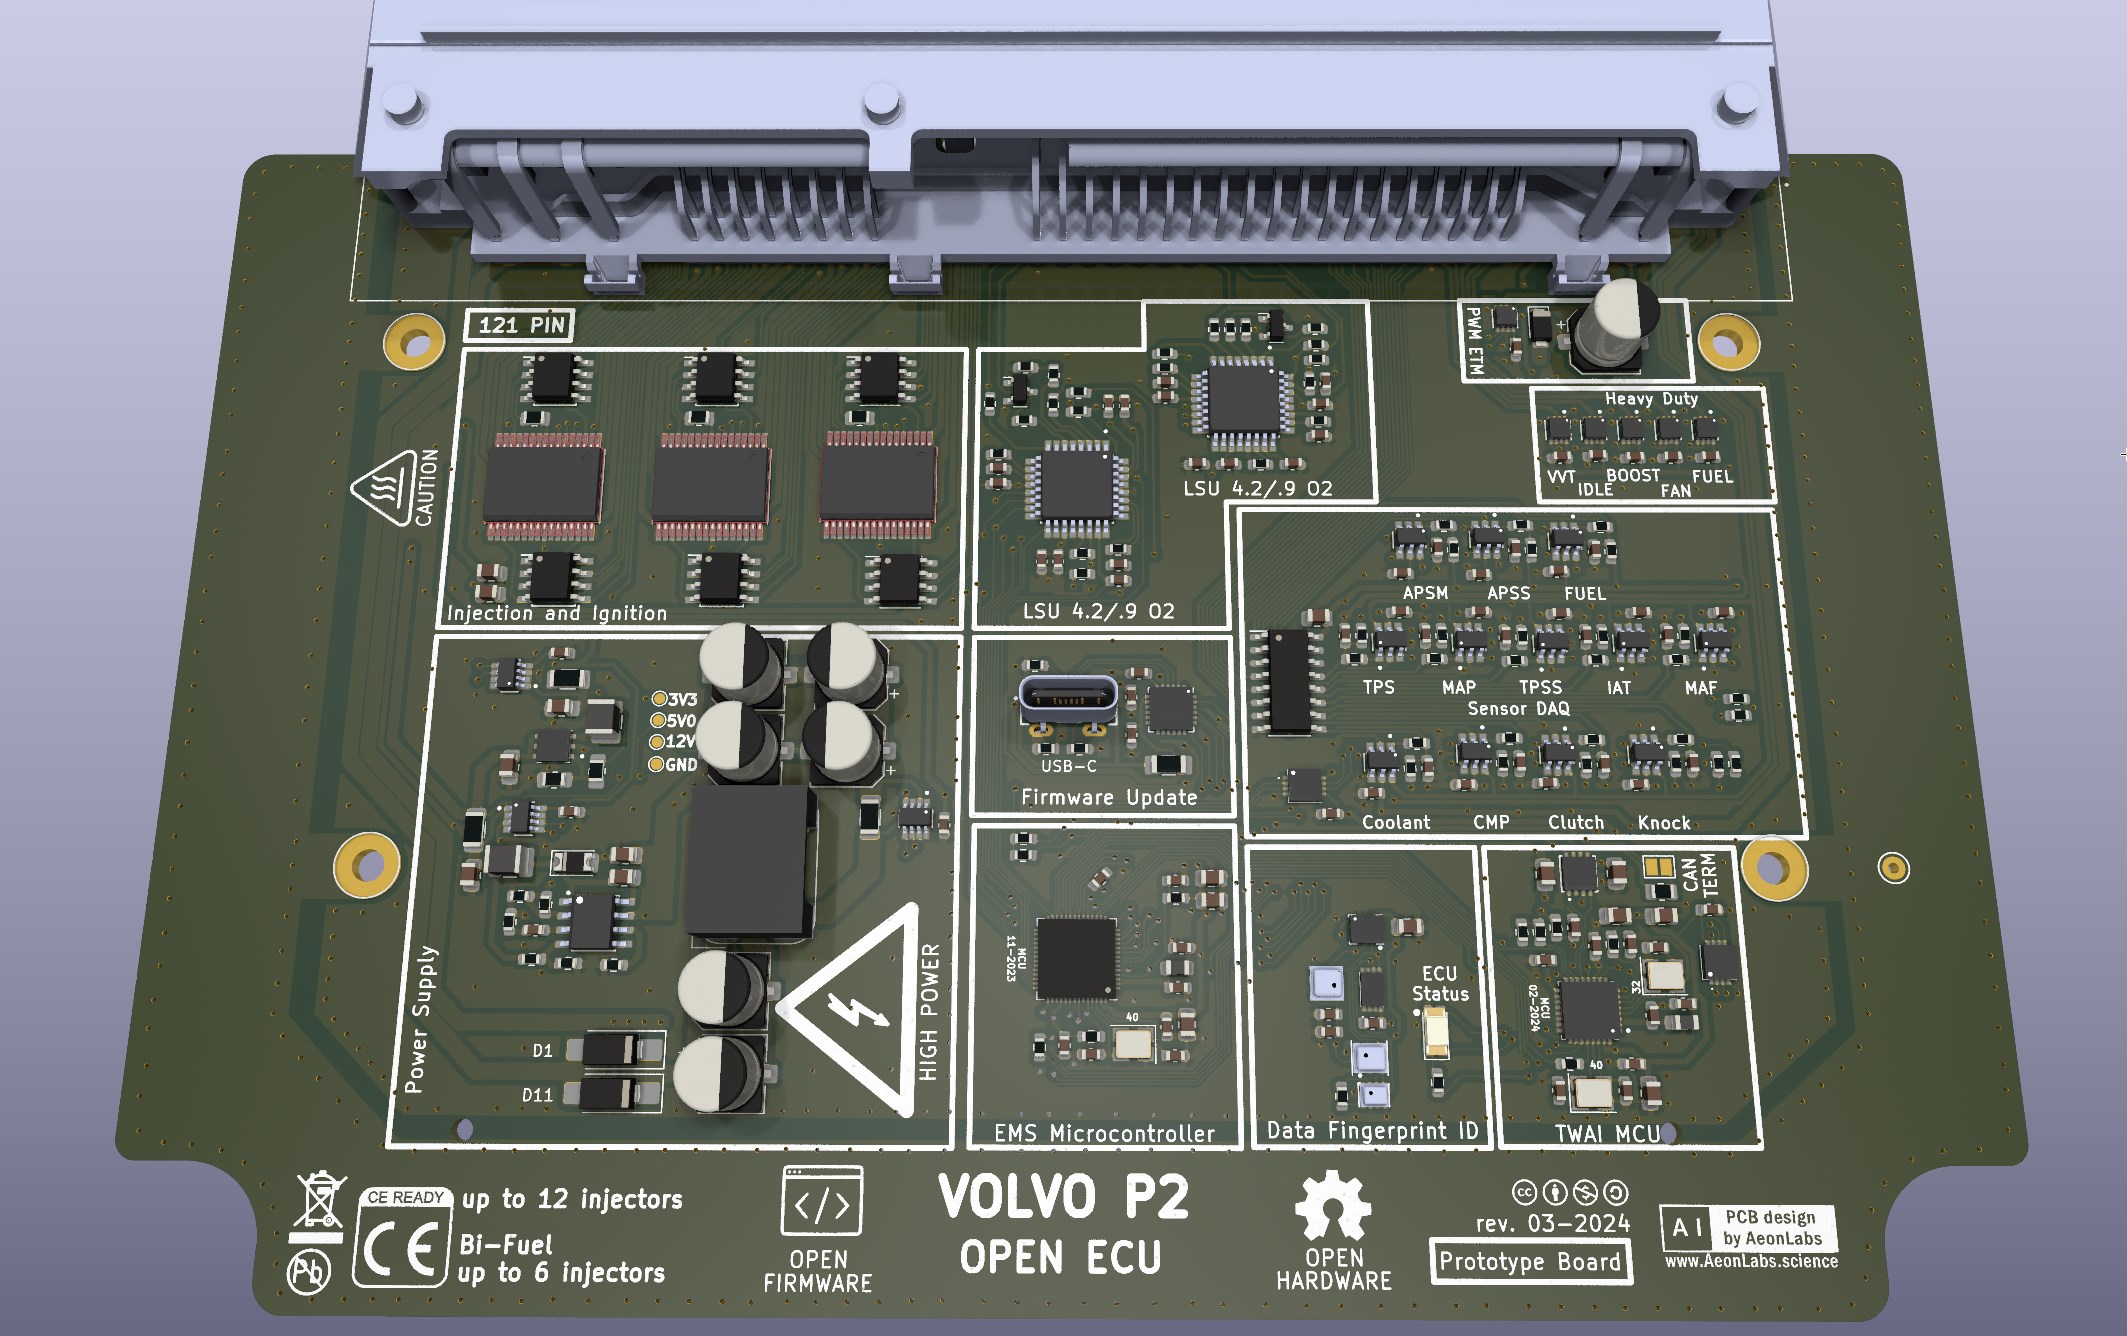 121 PIN
PWM ETM
Heavy Duty
VVT
IDLE
BOOST
FAN
FUEL
CAUTION
Injection and Ignition
LSU 4.2/.9 O2
LSU 4.2/.9 O2
APSM
APSS
FUEL
TPS
MAP
TPSS
IAT
MAF
Sensor DAQ
Coolant
CMP
Clutch
Knock
3V3
5V0
12V
GND
+
+
+
Power Supply
HIGH POWER
D1
D11
USB-C
Firmware Update
MCU
11-2023
40
EMS Microcontroller
ECU
Status
Data Fingerprint ID
CAN
TERM
MCU
02-2024
32
40
TWAI MCU
CE READY
CE
Pb
up to 12 injectors
Bi-Fuel
up to 6 injectors
</>
OPEN
FIRMWARE
VOLVO P2
OPEN ECU
OPEN
HARDWARE
cc
rev. 03-2024
Prototype Board
AI
PCB design
by AeonLabs
www.AeonLabs.science